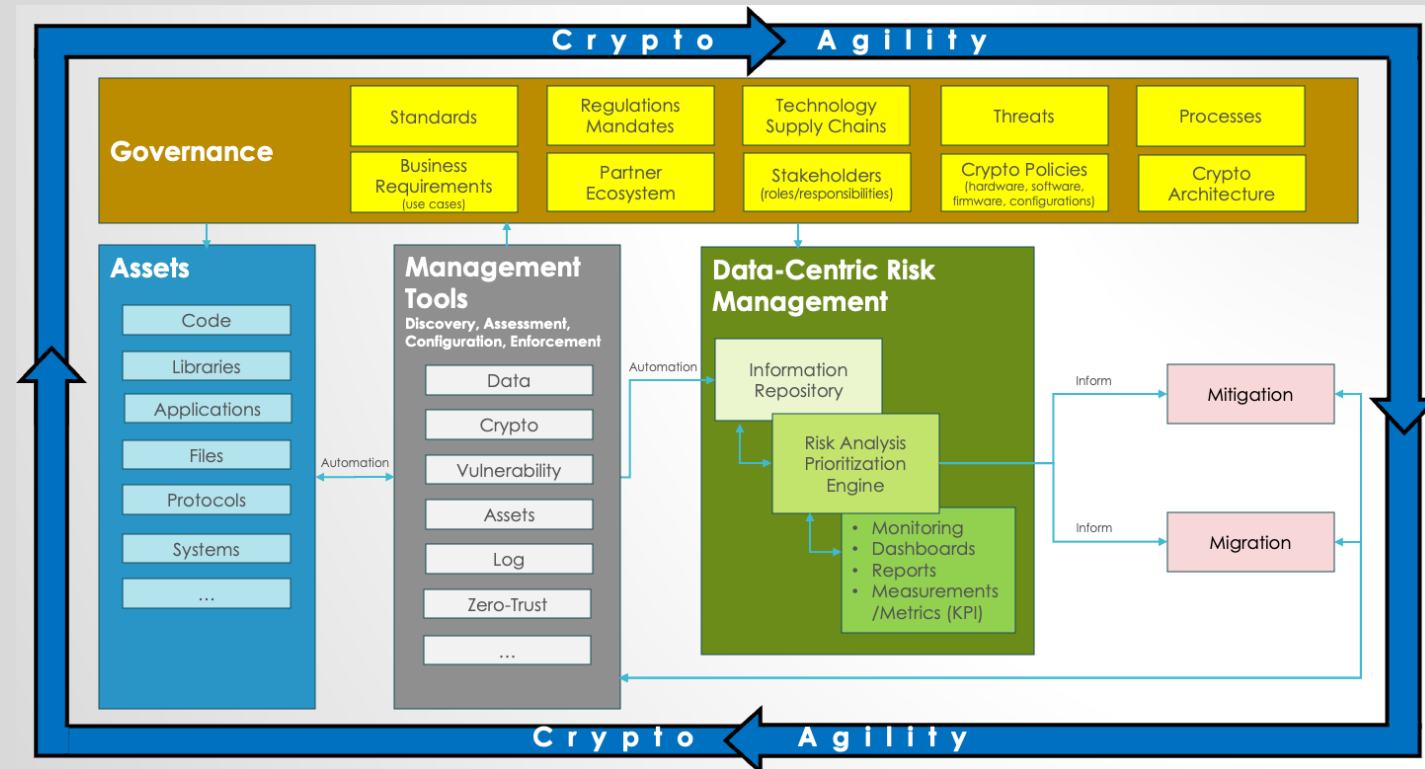 Crypto Agility
Governance
Standards
Regulations
Mandates
Technology
Supply Chains
Threats
Processes
Business
Requirements
(use cases)
Partner
Ecosystem
Stakeholders
(roles/responsibilities)
Crypto Policies
(hardware, software,
firmware, configurations)
Crypto
Architecture
Assets
Code
Libraries
Applications
Files
Protocols
Systems
...
Automation
Management
Tools
Discovery, Assessment,
Configuration, Enforcement
Data
Crypto
Vulnerability
Assets
Log
Zero-Trust
...
Automation
Data-Centric Risk
Management
Information
Repository
Risk Analysis
Prioritization
Engine
• Monitoring
• Dashboards
• Reports
• Measurements
/Metrics (KPI)
Inform
Mitigation
Inform
Migration
Crypto Agility